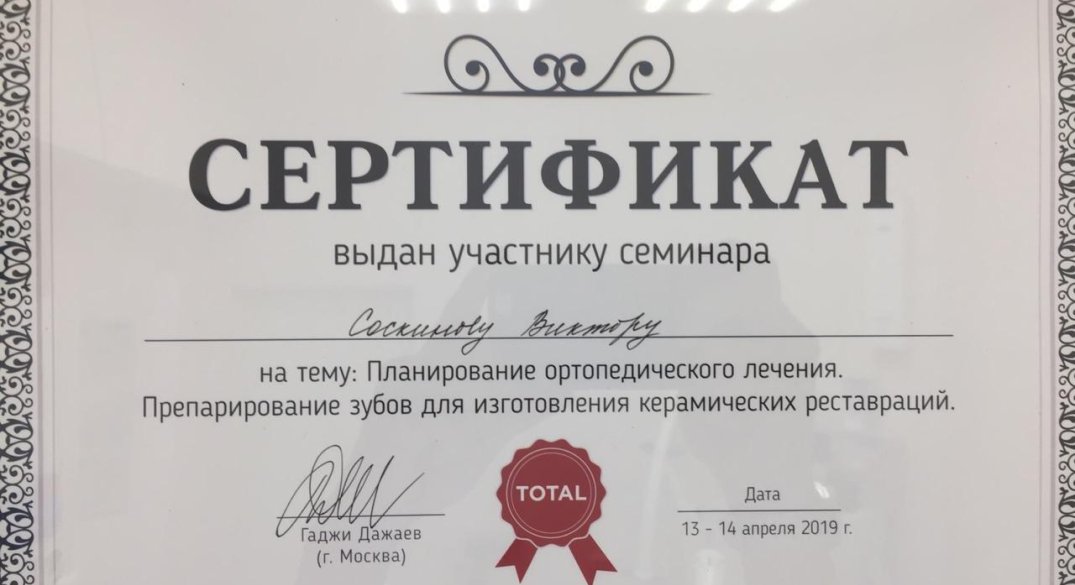 СЕРТИФИКАТ
выдан участнику семинара
Соскинову Виктору
на тему: Планирование ортопедического лечения.
Препарирование зубов для изготовления керамических реставраций.
TOTAL
Гаджи Дажаев
(г. Москва)
Дата
13 - 14 апреля 2019 г.